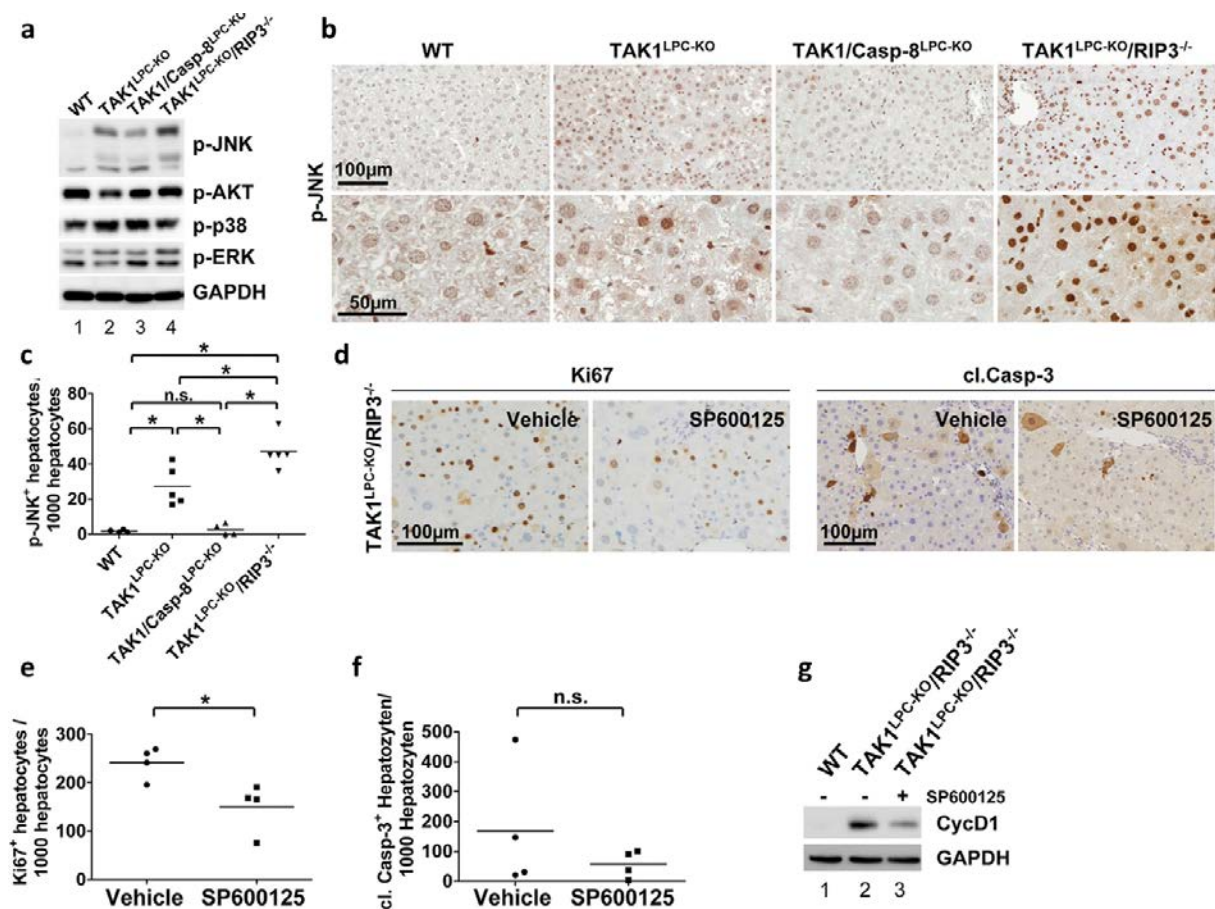 a
WT
TAK1LPC-KO
TAK1/Casp-8LPC-KO
TAK1LPC-KO/RIP3-/-
p-JNK
p-AKT
p-p38
p-ERK
GAPDH
1 2 3 4
b
WT TAK1LPC-KO TAK1/Casp-8LPC-KO TAK1LPC-KO/RIP3-/-
p-JNK
100µm
50µm
c
p-JNK+ hepatocytes/
1000 hepatocytes
80
60
40
20
0
* * n.s. * * *
WT
TAK1LPC-KO
TAK1/Casp-8LPC-KO
TAK1LPC-KO/RIP3-/-
d
Ki67 cl.Casp-3
TAK1LPC-KO/RIP3-/-
Vehicle SP600125 Vehicle SP600125
100µm 100µm
e
Ki67+ hepatocytes /
1000 hepatocytes
300
200
100
0
*
Vehicle SP600125
f
cl. Casp-3+ Hepatozyten/
1000 Hepatozyten
500
400
300
200
100
0
n.s.
Vehicle SP600125
g
WT
TAK1LPC-KO/RIP3-/-
TAK1LPC-KO/RIP3-/-
- - + SP600125
CycD1
GAPDH
1 2 3